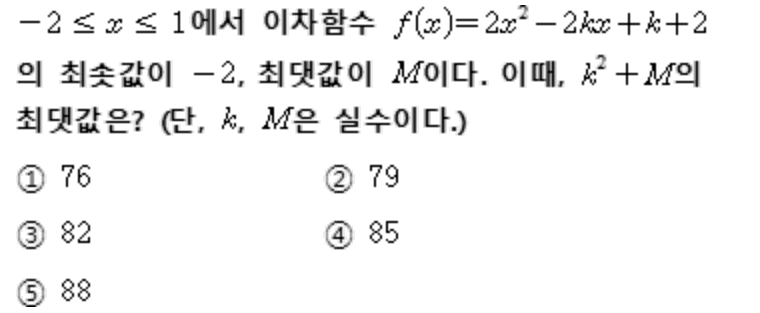 −2 ≤ x ≤ 1에서 이차함수 f(x)=2x²−2kx+k+2
의 최솟값이 −2, 최댓값이 M이다. 이때, k²+M의
최댓값은? (단, k, M은 실수이다.)
① 76 ② 79
③ 82 ④ 85
⑤ 88